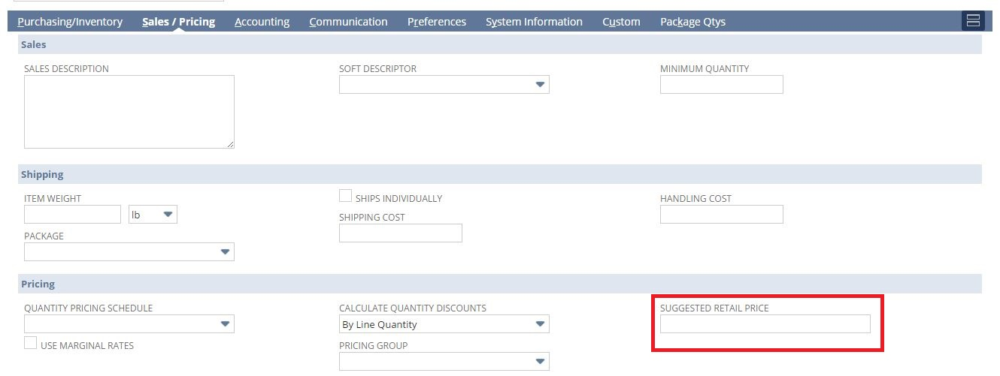 Purchasing/Inventory Sales / Pricing Accounting Communication Preferences System Information Custom Package Qtys
Sales
SALES DESCRIPTION SOFT DESCRIPTOR MINIMUM QUANTITY
Shipping
ITEM WEIGHT SHIPS INDIVIDUALLY HANDLING COST
lb
SHIPPING COST
PACKAGE
Pricing
QUANTITY PRICING SCHEDULE CALCULATE QUANTITY DISCOUNTS SUGGESTED RETAIL PRICE
By Line Quantity
USE MARGINAL RATES PRICING GROUP